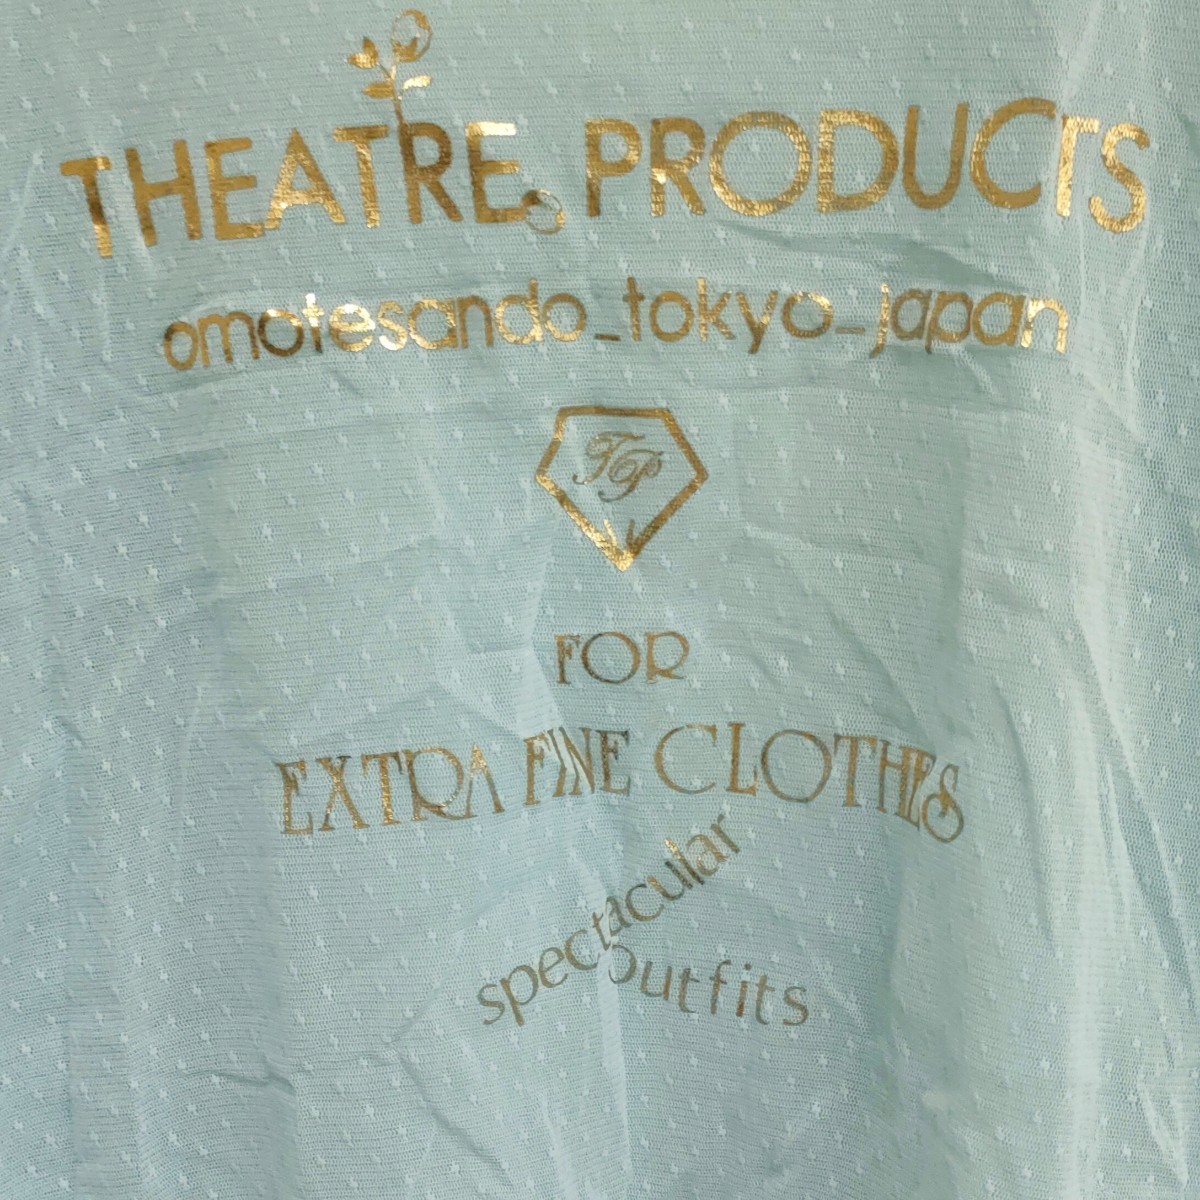 THEATRE PRODUCTS
omotesando_tokyo_japan
TP
FOR
EXTRA FINE CLOTHES
spectacular
outfits